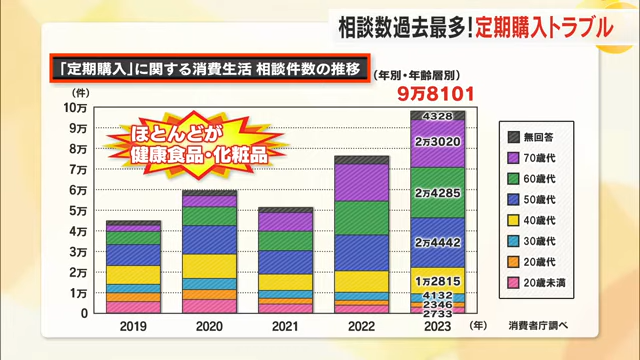 相談数過去最多!定期購入トラブル
「定期購入」に関する消費生活 相談件数の推移
(年別・年齢層別)
9万8101
(件)
10万
9万
8万
7万
6万
5万
4万
3万
2万
1万
0
ほとんどが
健康食品・化粧品
4328
2万3020
2万4285
2万4442
1万2815
4132
2346
2733
2019
2020
2021
2022
2023
(年)
無回答
70歳代
60歳代
50歳代
40歳代
30歳代
20歳代
20歳未満
消費者庁調べ